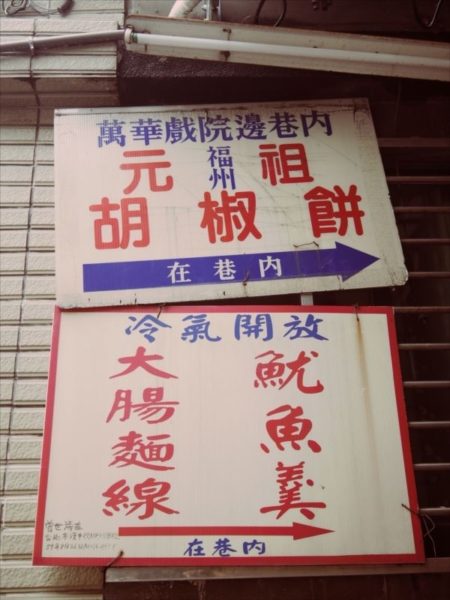 萬華戲院邊巷內
元福州祖
胡椒餅
在巷內
冷氣開放
魷魚羹
大腸麵線
在巷內